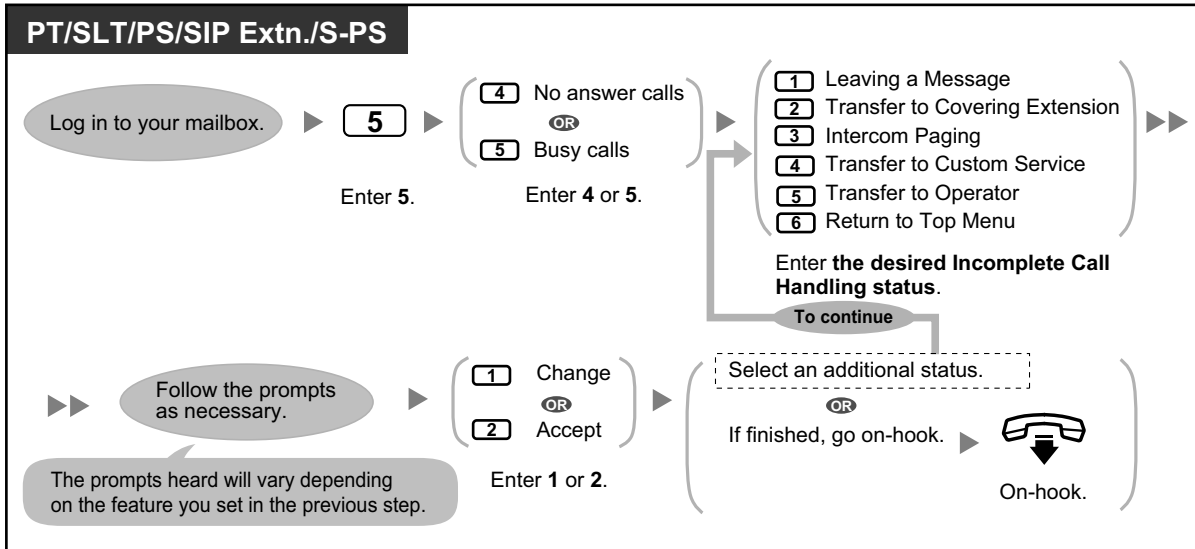 PT/SLT/PS/SIP Extn./S-PS
Log in to your mailbox.
5
Enter 5.
4 No answer calls
OR
5 Busy calls
Enter 4 or 5.
1 Leaving a Message
2 Transfer to Covering Extension
3 Intercom Paging
4 Transfer to Custom Service
5 Transfer to Operator
6 Return to Top Menu
Enter the desired Incomplete Call
Handling status.
To continue
Follow the prompts
as necessary.
The prompts heard will vary depending
on the feature you set in the previous step.
1 Change
OR
2 Accept
Enter 1 or 2.
Select an additional status.
OR
If finished, go on-hook.
On-hook.